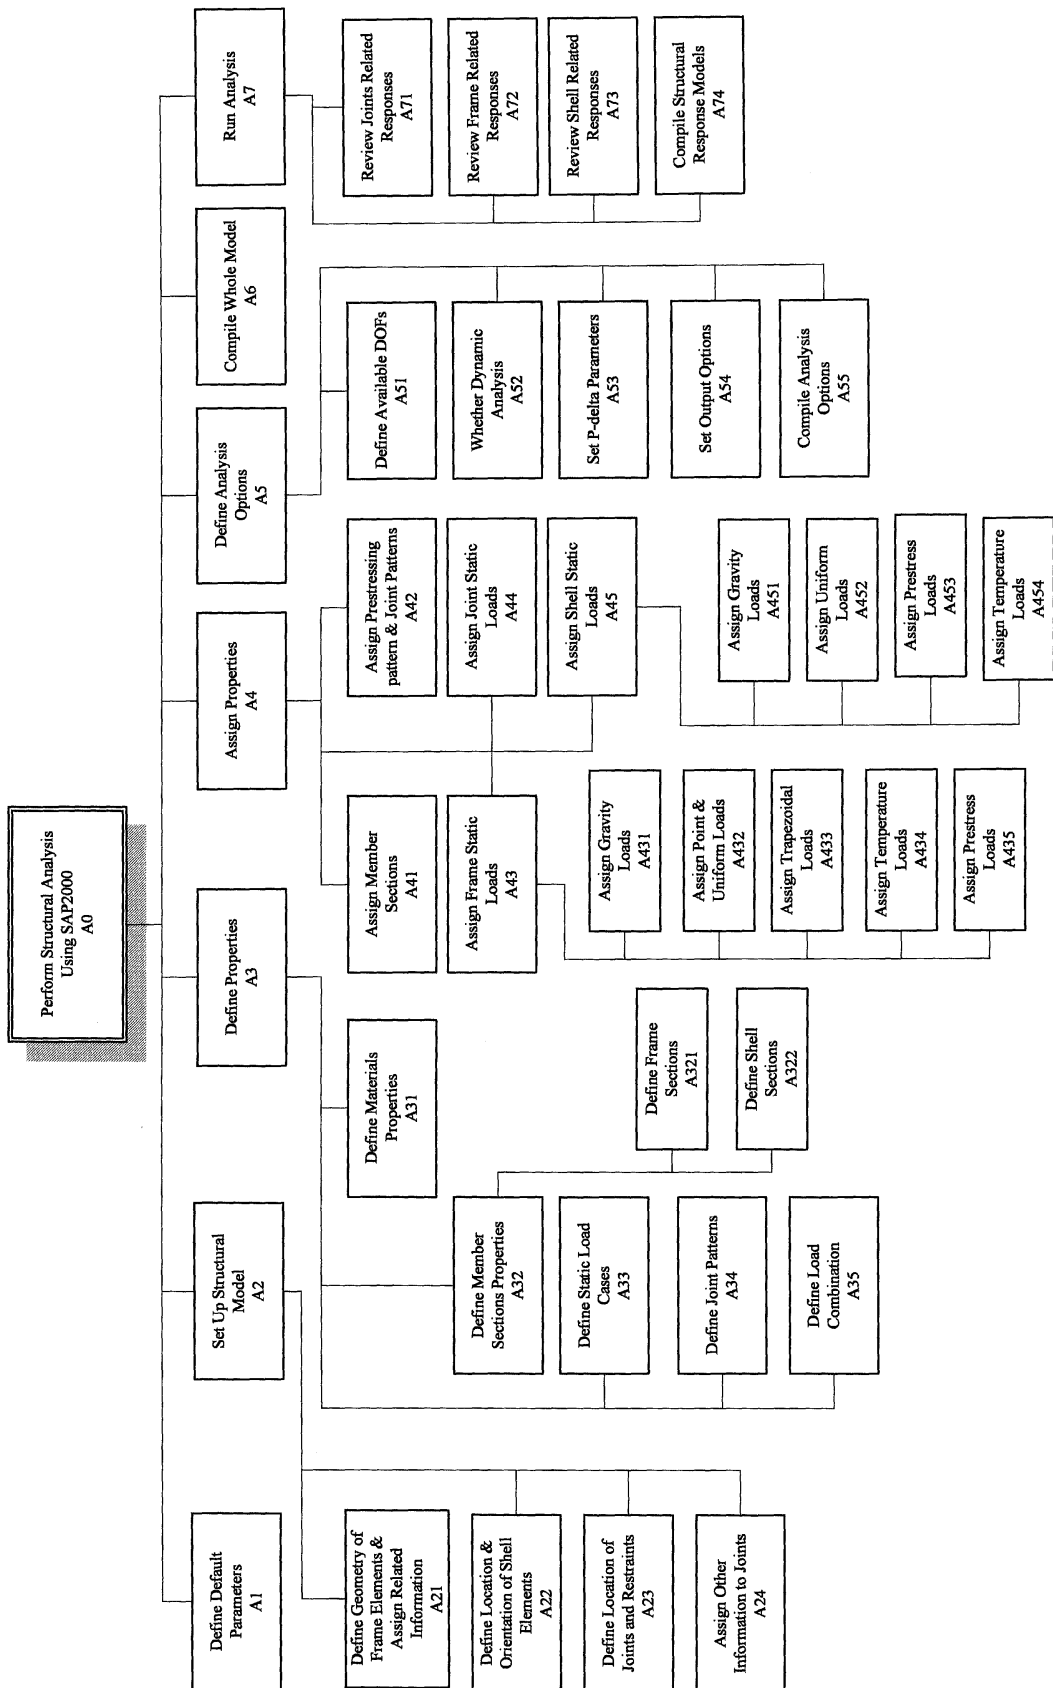 Perform Structural Analysis
Using SAP2000
A0
Define Default
Parameters
A1
Set Up Structural
Model
A2
Define Properties
A3
Assign Properties
A4
Define Analysis
Options
A5
Compile Whole Model
A6
Run Analysis
A7
Define Geometry of
Frame Elements &
Assign Related
Information
A21
Define Location &
Orientation of Shell
Elements
A22
Define Location of
Joints and Restraints
A23
Assign Other
Information to Joints
A24
Define Materials
Properties
A31
Define Member
Sections Properties
A32
Define Frame
Sections
A321
Define Shell
Sections
A322
Define Static Load
Cases
A33
Define Joint Patterns
A34
Define Load
Combination
A35
Assign Member
Sections
A41
Assign Prestressing
pattern & Joint Patterns
A42
Assign Frame Static
Loads
A43
Assign Joint Static
Loads
A44
Assign Shell Static
Loads
A45
Assign Gravity
Loads
A431
Assign Point &
Uniform Loads
A432
Assign Trapezoidal
Loads
A433
Assign Temperature
Loads
A434
Assign Prestress
Loads
A435
Assign Gravity
Loads
A451
Assign Uniform
Loads
A452
Assign Prestress
Loads
A453
Assign Temperature
Loads
A454
Define Available DOFs
A51
Whether Dynamic
Analysis
A52
Set P-delta Parameters
A53
Set Output Options
A54
Compile Analysis
Options
A55
Review Joints Related
Responses
A71
Review Frame Related
Responses
A72
Review Shell Related
Responses
A73
Compile Structural
Response Models
A74